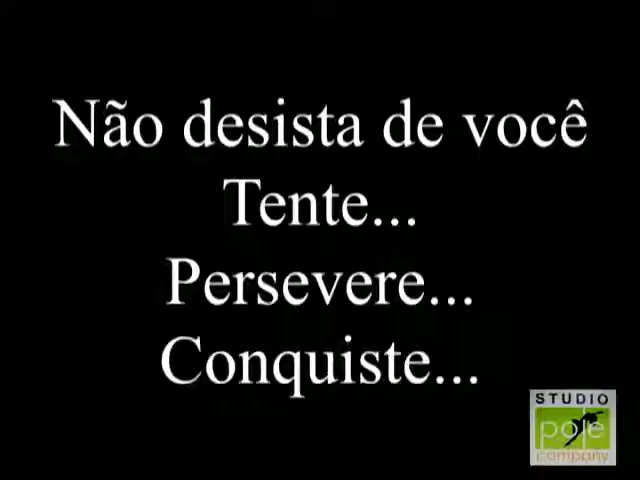 Não desista de você
Tente...
Persevere...
Conquiste...
STUDIO
pole
company